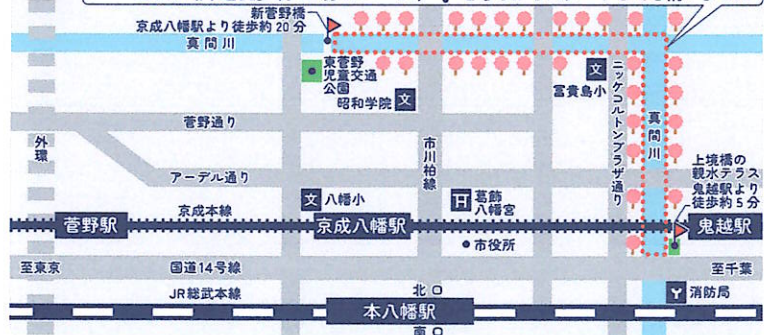 新菅野橋
京成八幡駅より徒歩約20分
真間川
東菅野
児童交通
公園
昭和学院
文
文
冨貴島小
ニッケコルトンプラザ通り
真間川
菅野通り
外環
市川柏線
アーデル通り
上境橋の
親水テラス
鬼越駅より
徒歩約5分
文
八幡小
葛飾
八幡宮
京成本線
菅野駅
京成八幡駅
鬼越駅
市役所
至東京
国道14号線
至千葉
JR総武本線
北口
消防局
本八幡駅
南口